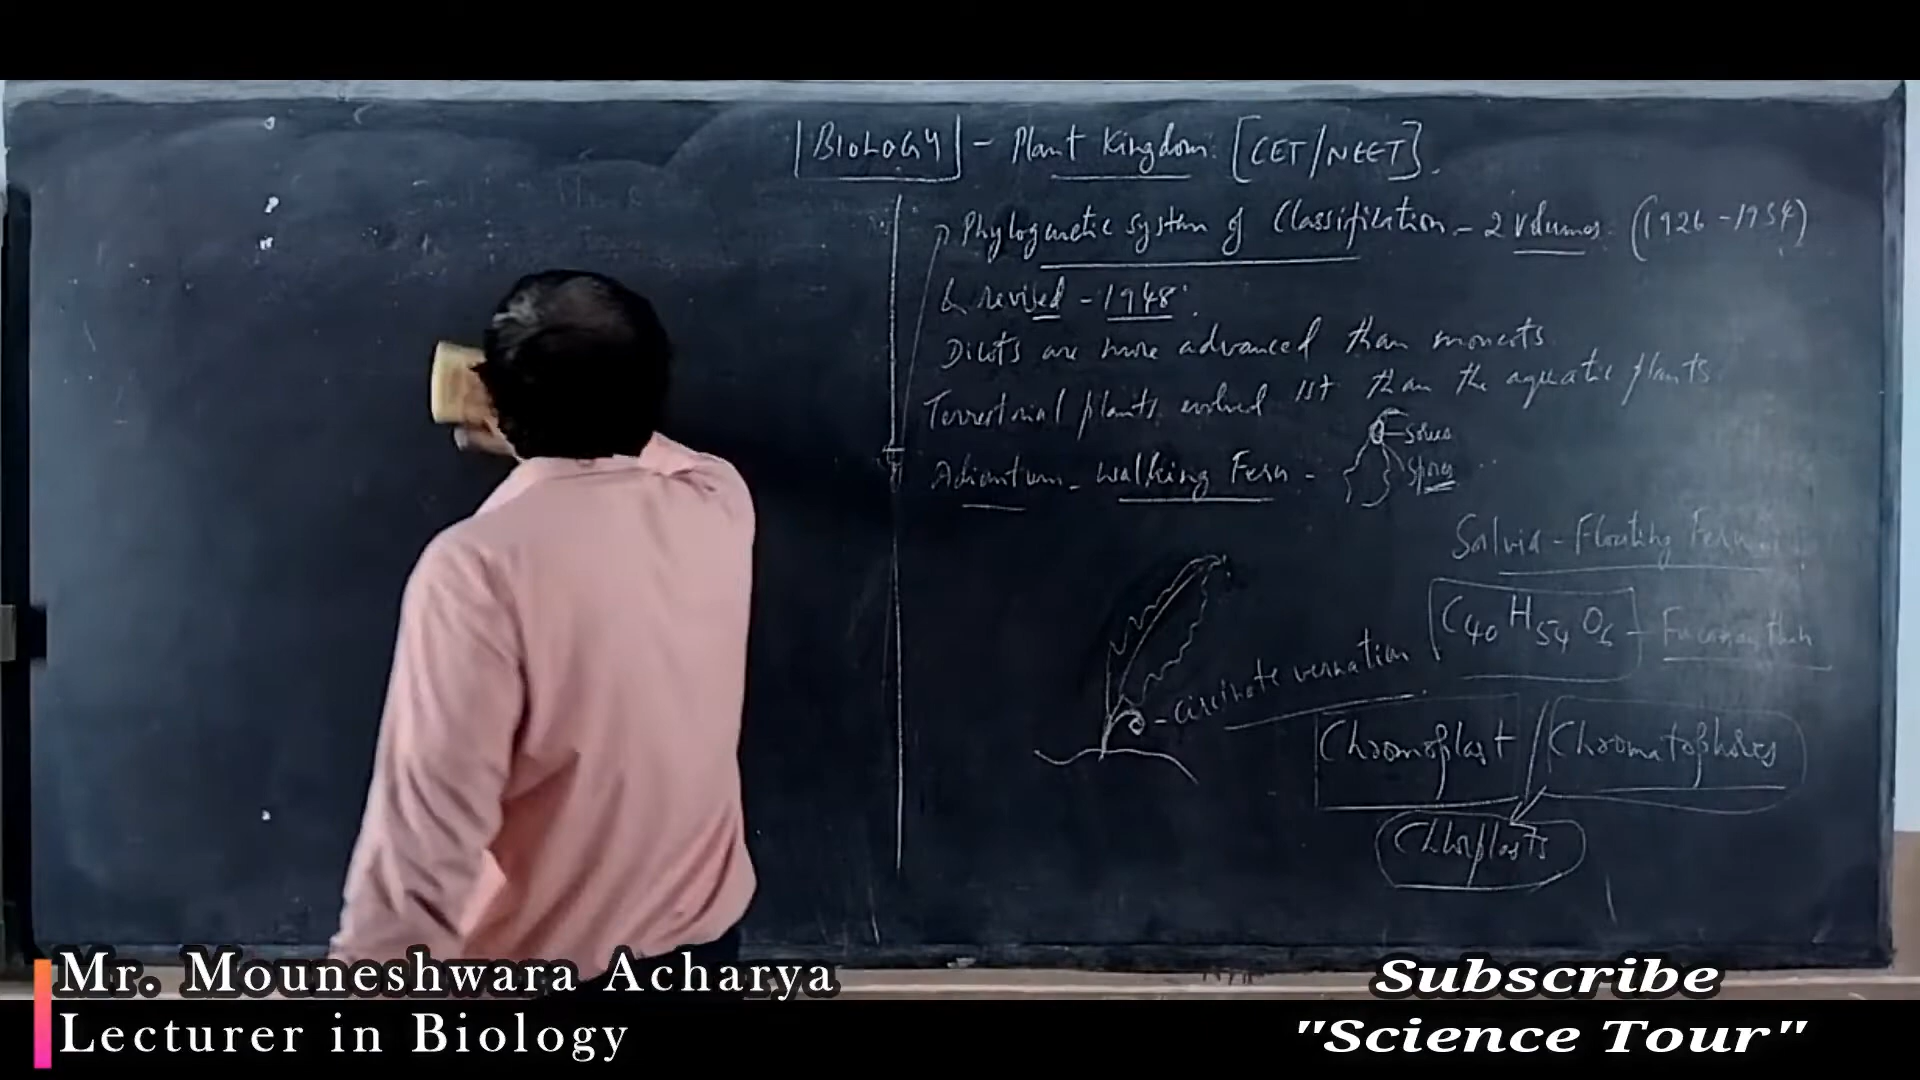 BIOLOGY - Plant Kingdom. [CET/NEET].
Phylogenetic system of Classification - 2 Volumes. (1926 - 1934)
& revised - 1948.
Dicots are more advanced than monocots.
Terrestrial plants evolved 1st than the aquatic plants.
Sorus
Adiantum - walking Fern - Spores
Salvia - Floating Fern
C40 H54 O6 - Fucoxanthin
- circinate vernation
Chromoplast / Chromatophores
Chloplasts
Mr. Mouneshwara Acharya
Lecturer in Biology
Subscribe
"Science Tour"